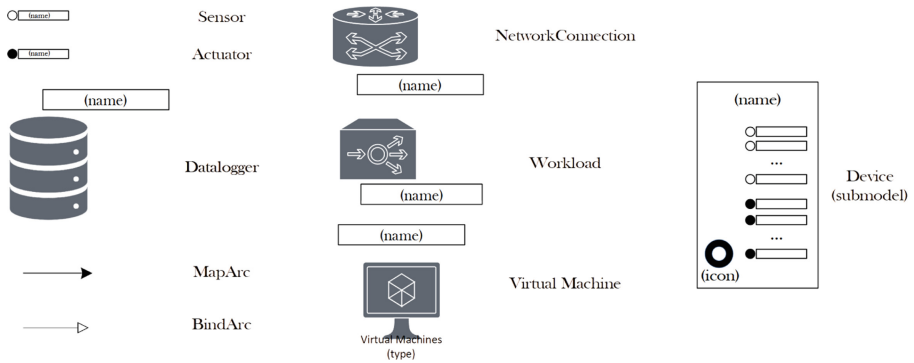 (name)
Sensor
(name)
Actuator
(name)
Datalogger
MapArc
BindArc
NetworkConnection
(name)
Workload
(name)
(name)
Virtual Machine
Virtual Machines
(type)
(name)
...
...
(icon)
Device
(submodel)